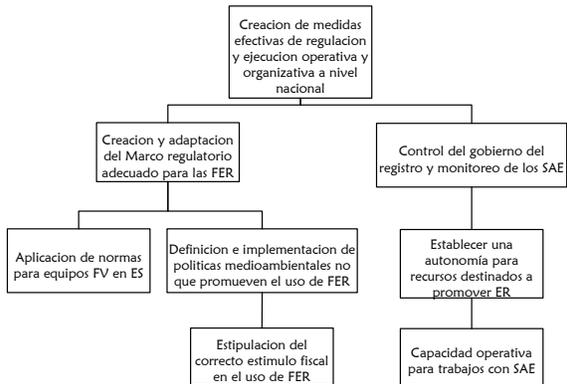 Creacion de medidas
efectivas de regulacion
y ejecucion operativa y
organizativa a nivel
nacional
Creacion y adaptacion
del Marco regulatorio
adecuado para las FER
Control del gobierno del
registro y monitoreo de los SAE
Aplicacion de normas
para equipos FV en ES
Definicion e implementacion de
politicas medioambientales no
que promueven el uso de FER
Establecer una
autonomía para
recursos destinados a
promover ER
Estipulacion del
correcto estimulo fiscal
en el uso de FER
Capacidad operativa
para trabajos con SAE